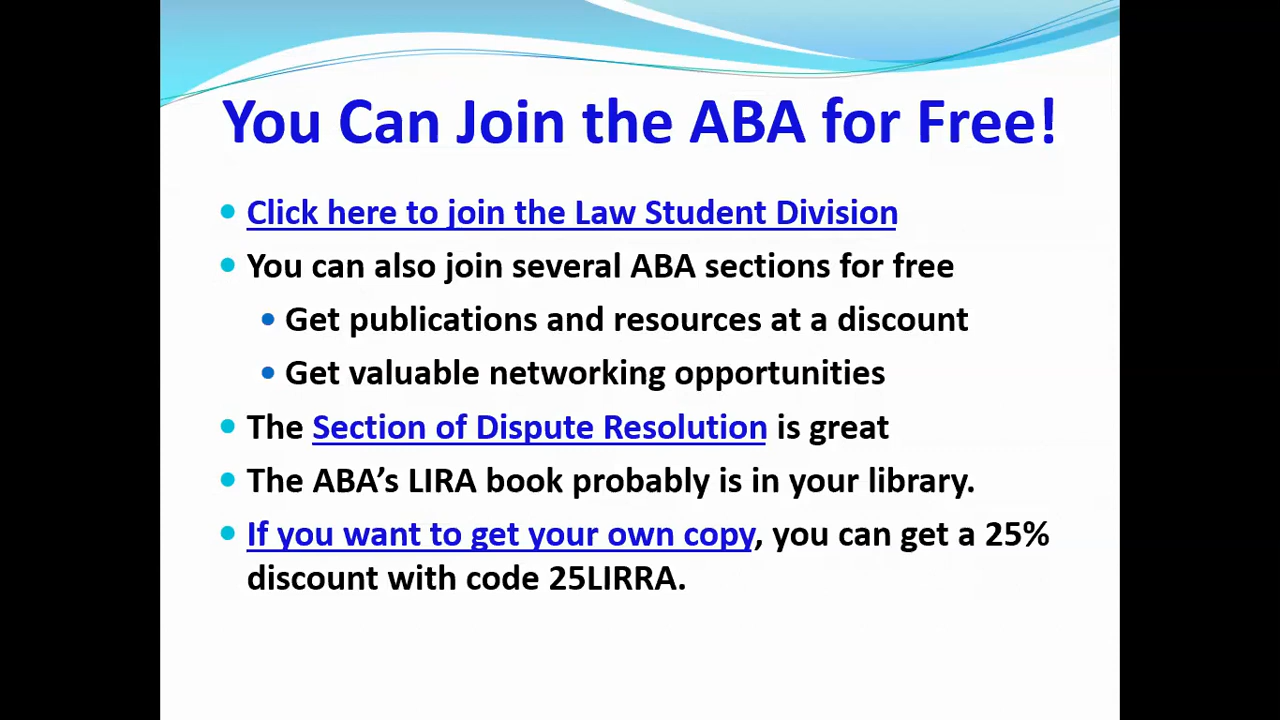 You Can Join the ABA for Free!
• Click here to join the Law Student Division
• You can also join several ABA sections for free
• Get publications and resources at a discount
• Get valuable networking opportunities
• The Section of Dispute Resolution is great
• The ABA’s LIRA book probably is in your library.
• If you want to get your own copy, you can get a 25%
discount with code 25LIRRA.